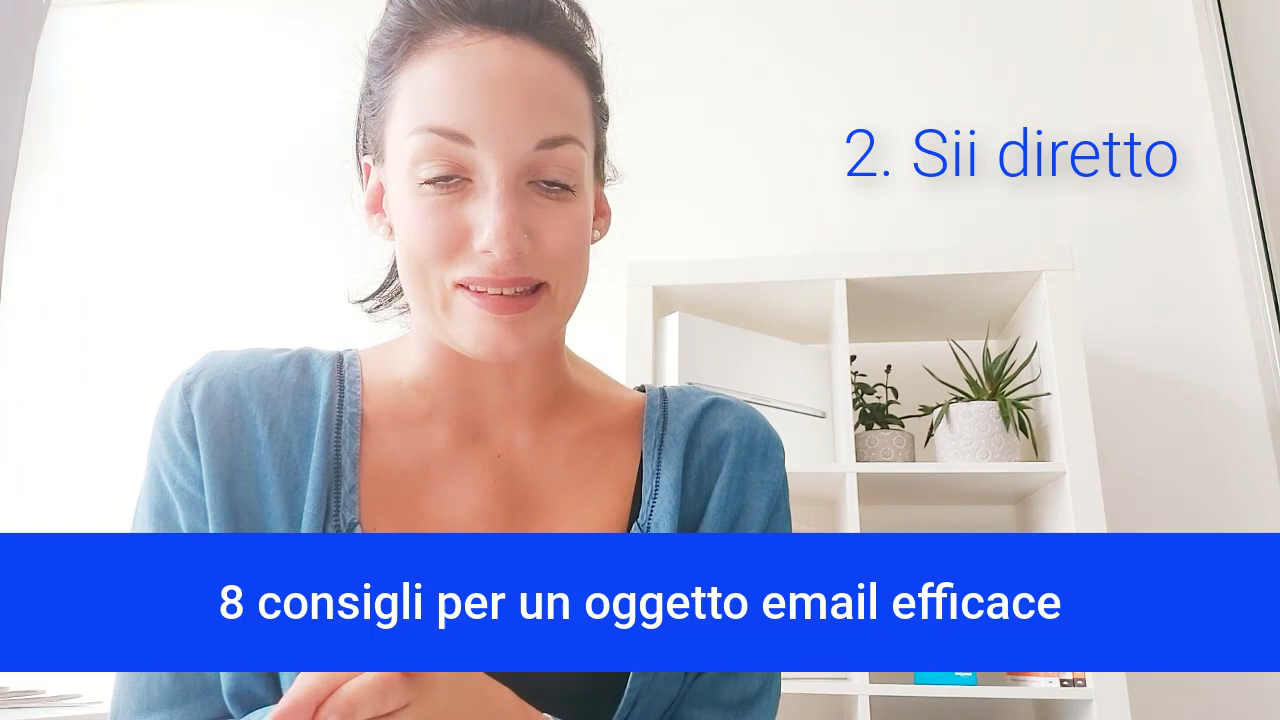 2. Sii diretto
8 consigli per un oggetto email efficace